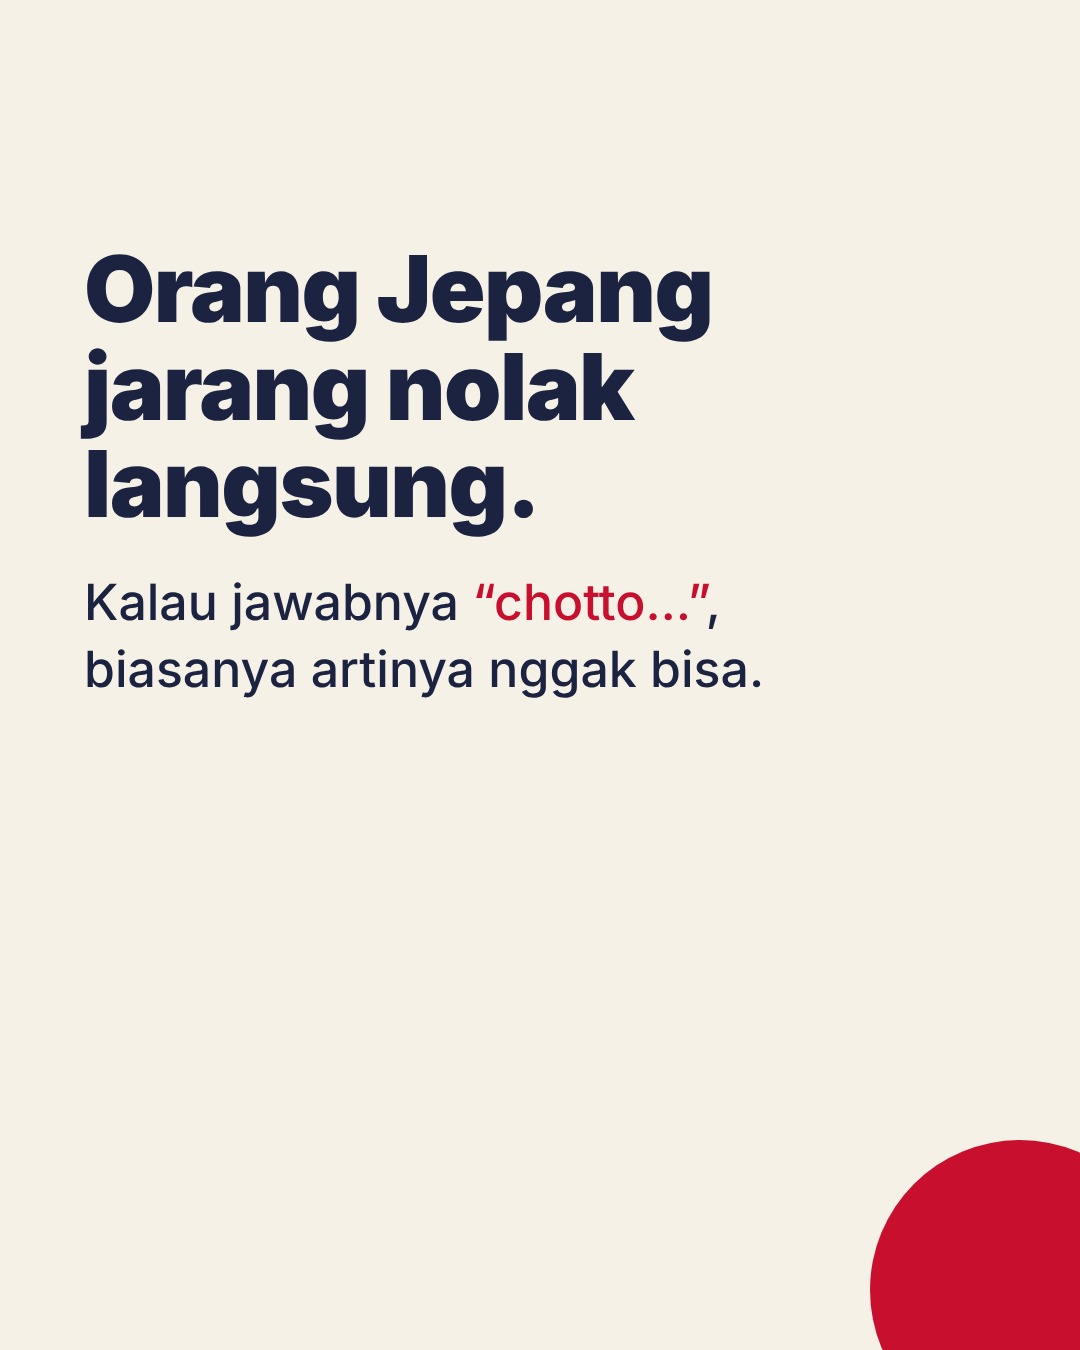 Orang Jepang
jarang nolak
langsung.
Kalau jawabnya “chotto...”,
biasanya artinya nggak bisa.